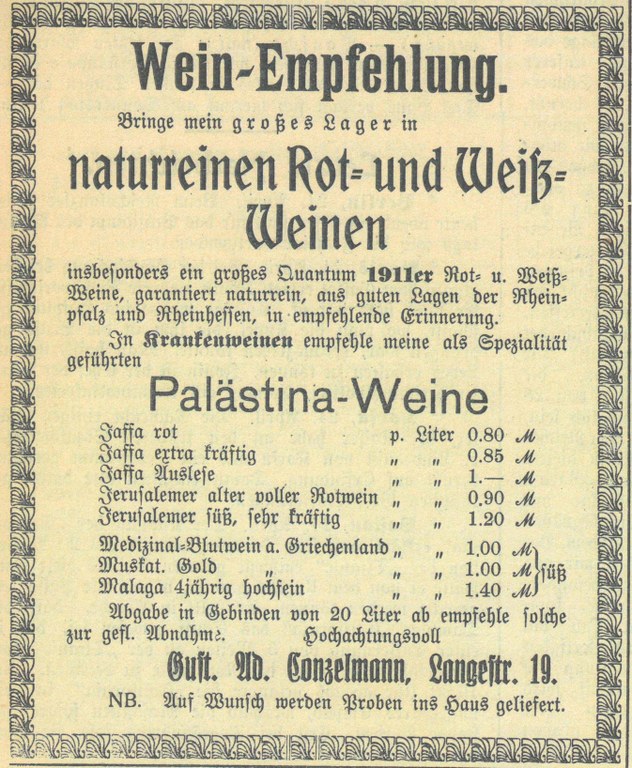 Wein-Empfehlung.
Bringe mein großes Lager in
naturreinen Rot- und Weiß-
Weinen
insbesonders ein großes Quantum 1911er Rot- u. Weiß-
Weine, garantiert naturrein, aus guten Lagen der Rhein-
pfalz und Rheinhessen, in empfehlende Erinnerung.
In Krankenweinen empfehle meine als Spezialität
geführten
Palästina-Weine
Jaffa rot p. Liter 0.80 M
Jaffa extra kräftig „ „ 0.85 M
Jaffa Auslese „ „ 1.— M
Jerusalemer alter voller Rotwein „ „ 0.90 M
Jerusalemer süß, sehr kräftig „ „ 1.20 M
Medizinal-Blutwein a. Griechenland „ „ 1.00 M
Muskat. Gold „ „ „ 1.00 M süß
Malaga 4jährig hochfein „ „ 1.40 M
Abgabe in Gebinden von 20 Liter ab empfehle solche
zur gefl. Abnahme. Hochachtungsvoll
Gust. Ad. Conzelmann, Langestr. 19.
NB. Auf Wunsch werden Proben ins Haus geliefert.